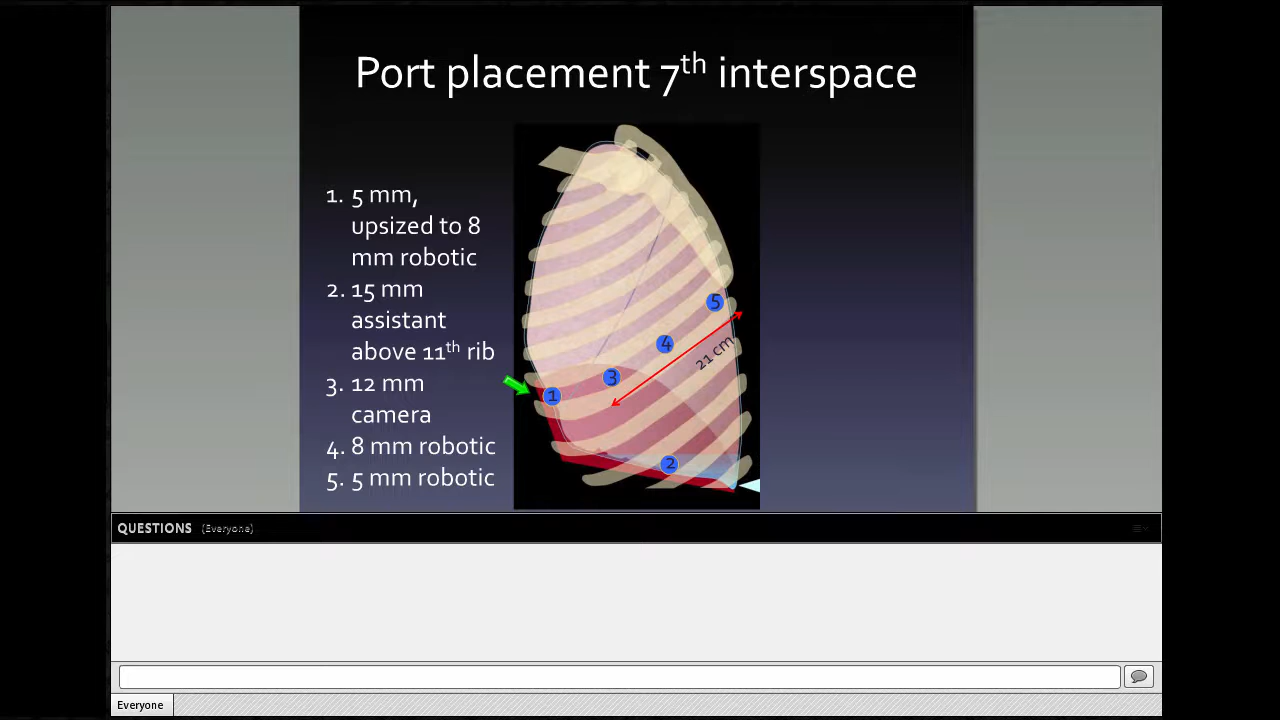 Port placement 7th interspace
1. 5 mm,
upsized to 8
mm robotic
2. 15 mm
assistant
above 11th rib
3. 12 mm
camera
4. 8 mm robotic
5. 5 mm robotic
5
4
21 cm
3
1
2
QUESTIONS (Everyone)
Everyone